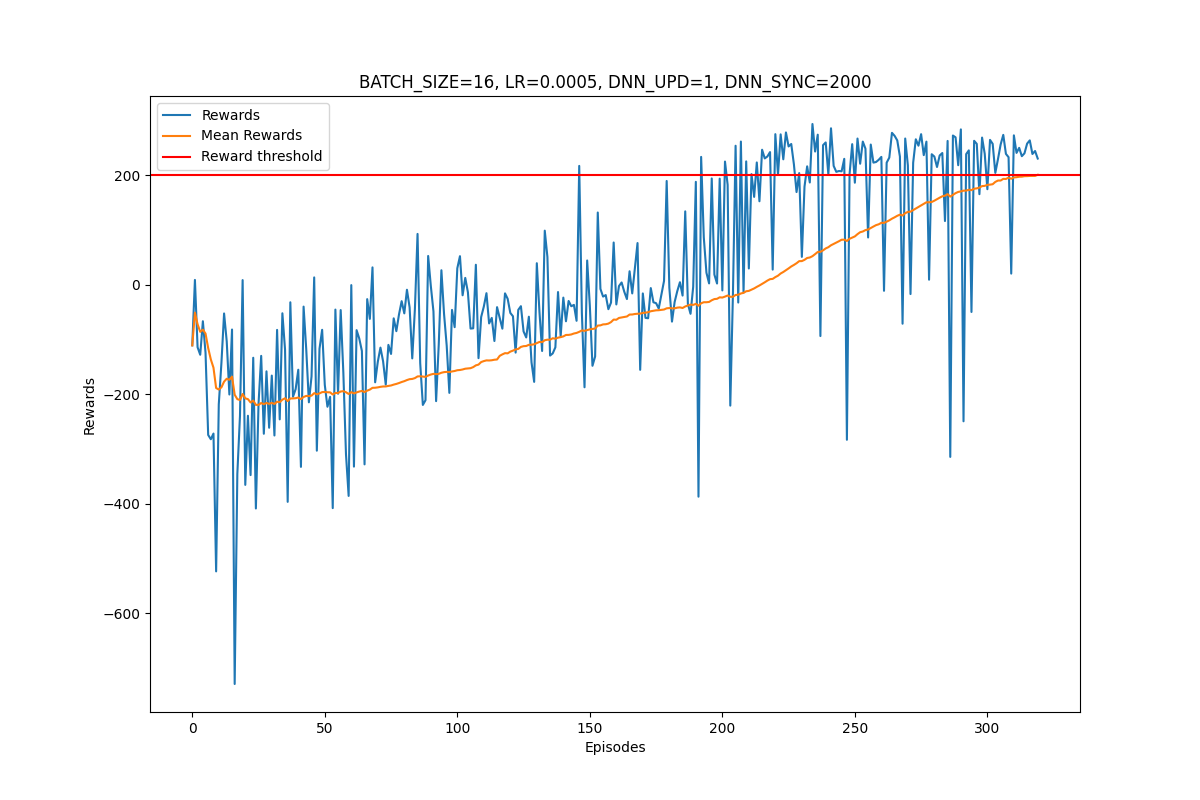 BATCH_SIZE=16, LR=0.0005, DNN_UPD=1, DNN_SYNC=2000
Rewards
Mean Rewards
Reward threshold
200
0
−200
−400
−600
Rewards
0
50
100
150
200
250
300
Episodes